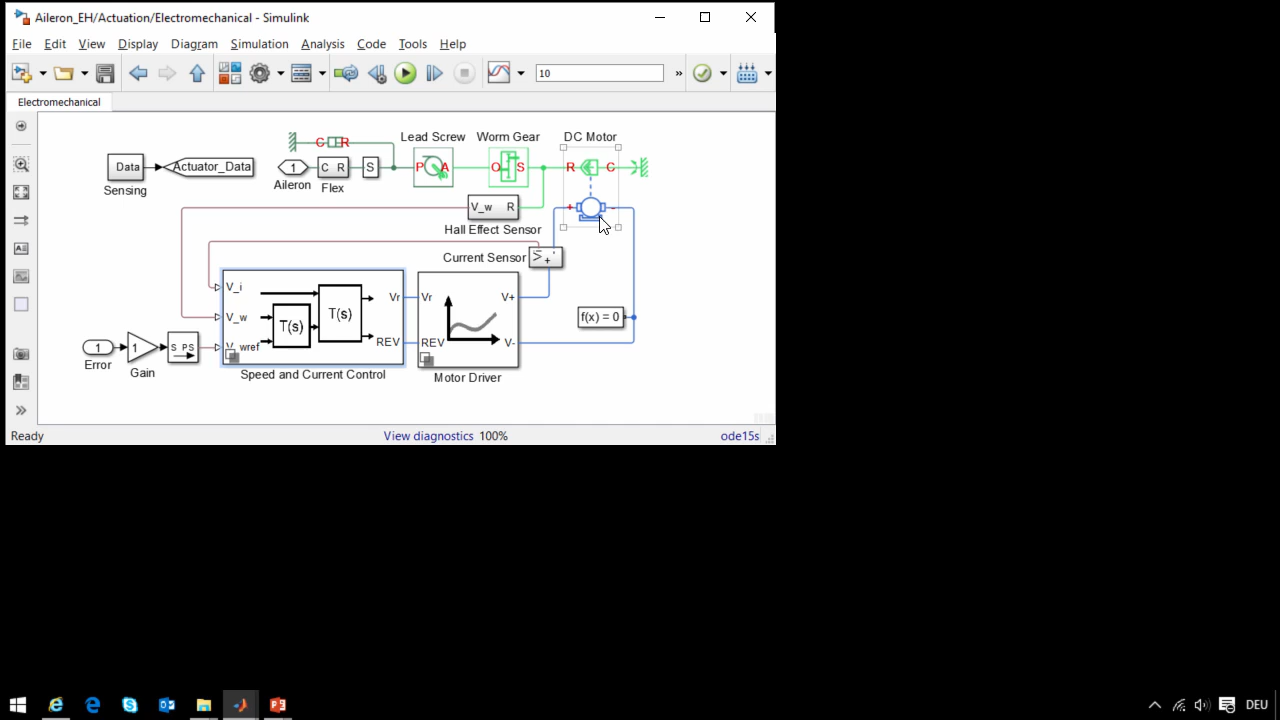 Aileron_EH/Actuation/Electromechanical - Simulink
File Edit View Display Diagram Simulation Analysis Code Tools Help
10 »
Electromechanical
Lead Screw Worm Gear DC Motor
C R
Data Actuator_Data 1 C R S P A O S R C
Sensing Aileron Flex
V_w R + -
Hall Effect Sensor
Current Sensor
V_i
Vr Vr V+
T(s) T(s)
V_w f(x) = 0
REV REV V-
1 1 S PS V_wref
Error Gain
Speed and Current Control Motor Driver
Ready View diagnostics 100% ode15s
DEU